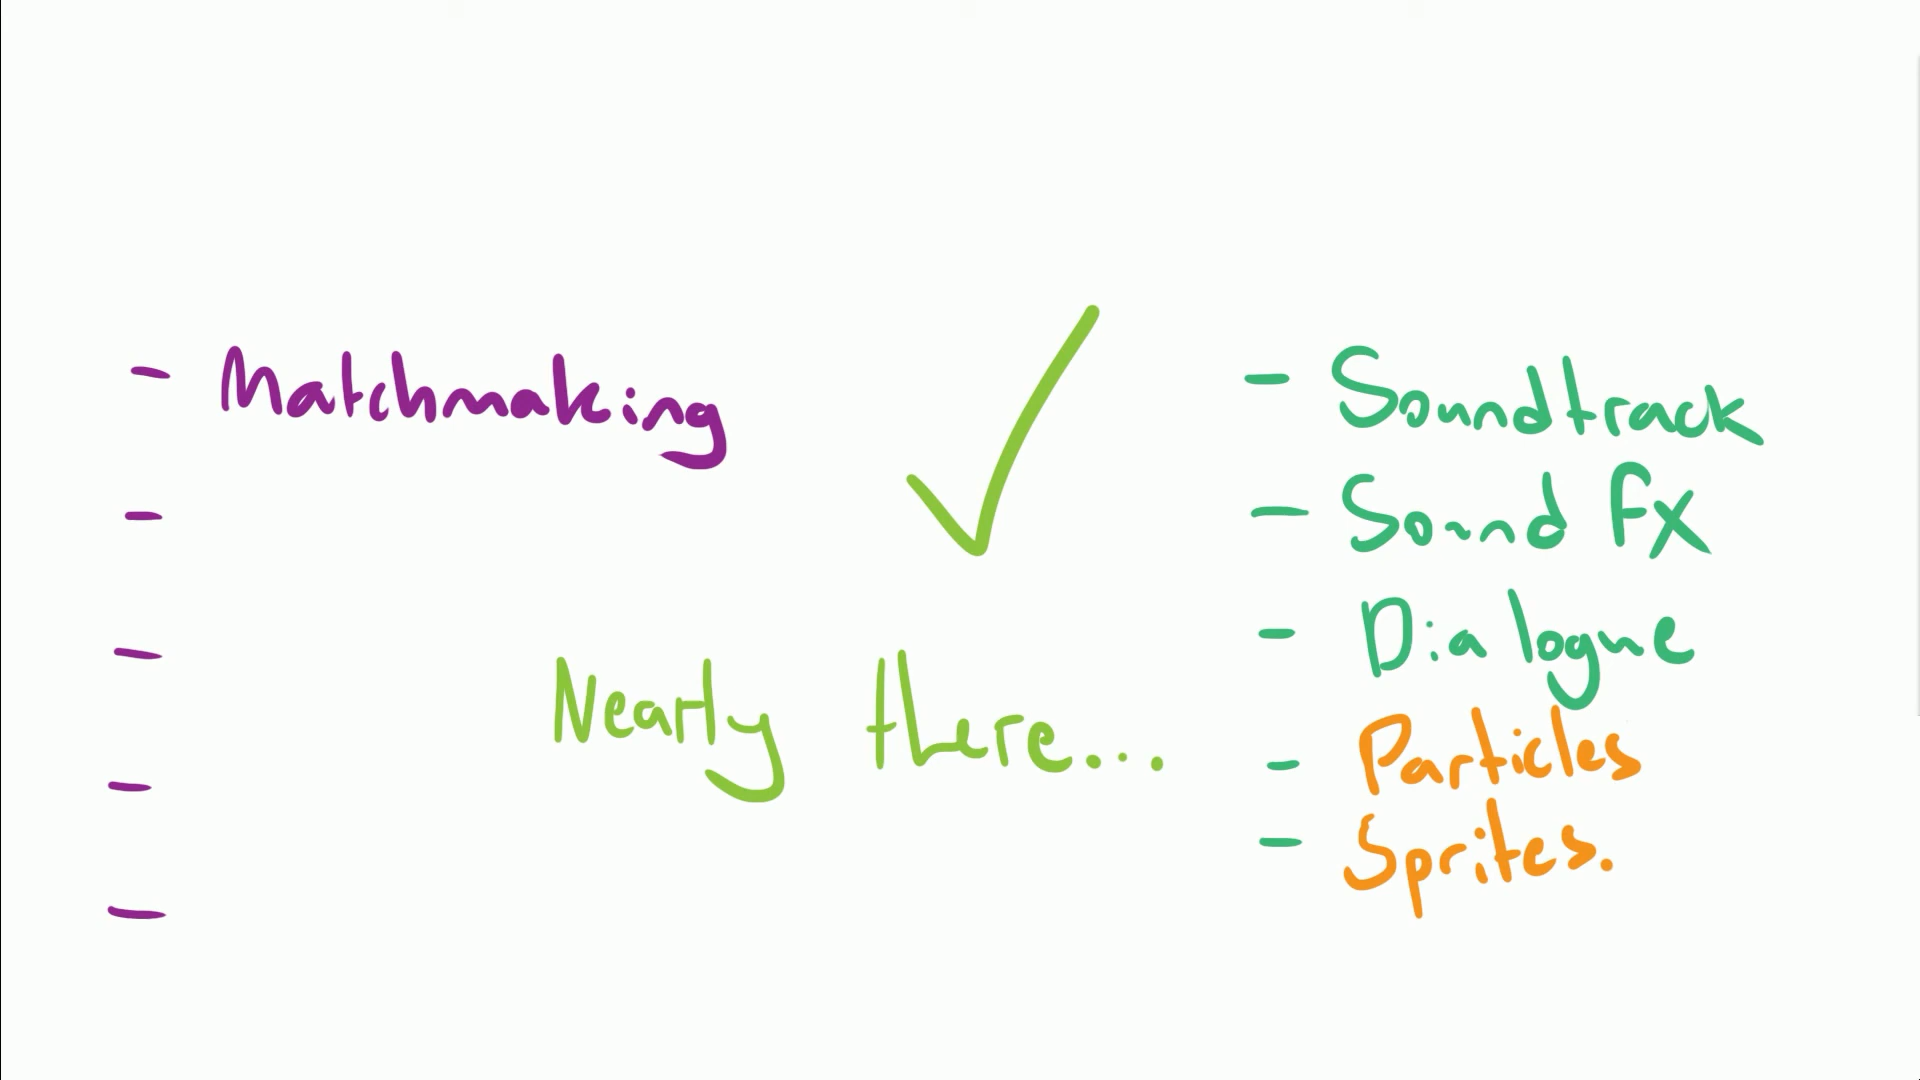 - Matchmaking
-
-
-
-
Nearly there...
- Soundtrack
- Sound FX
- Dialogue
- Particles
- Sprites.